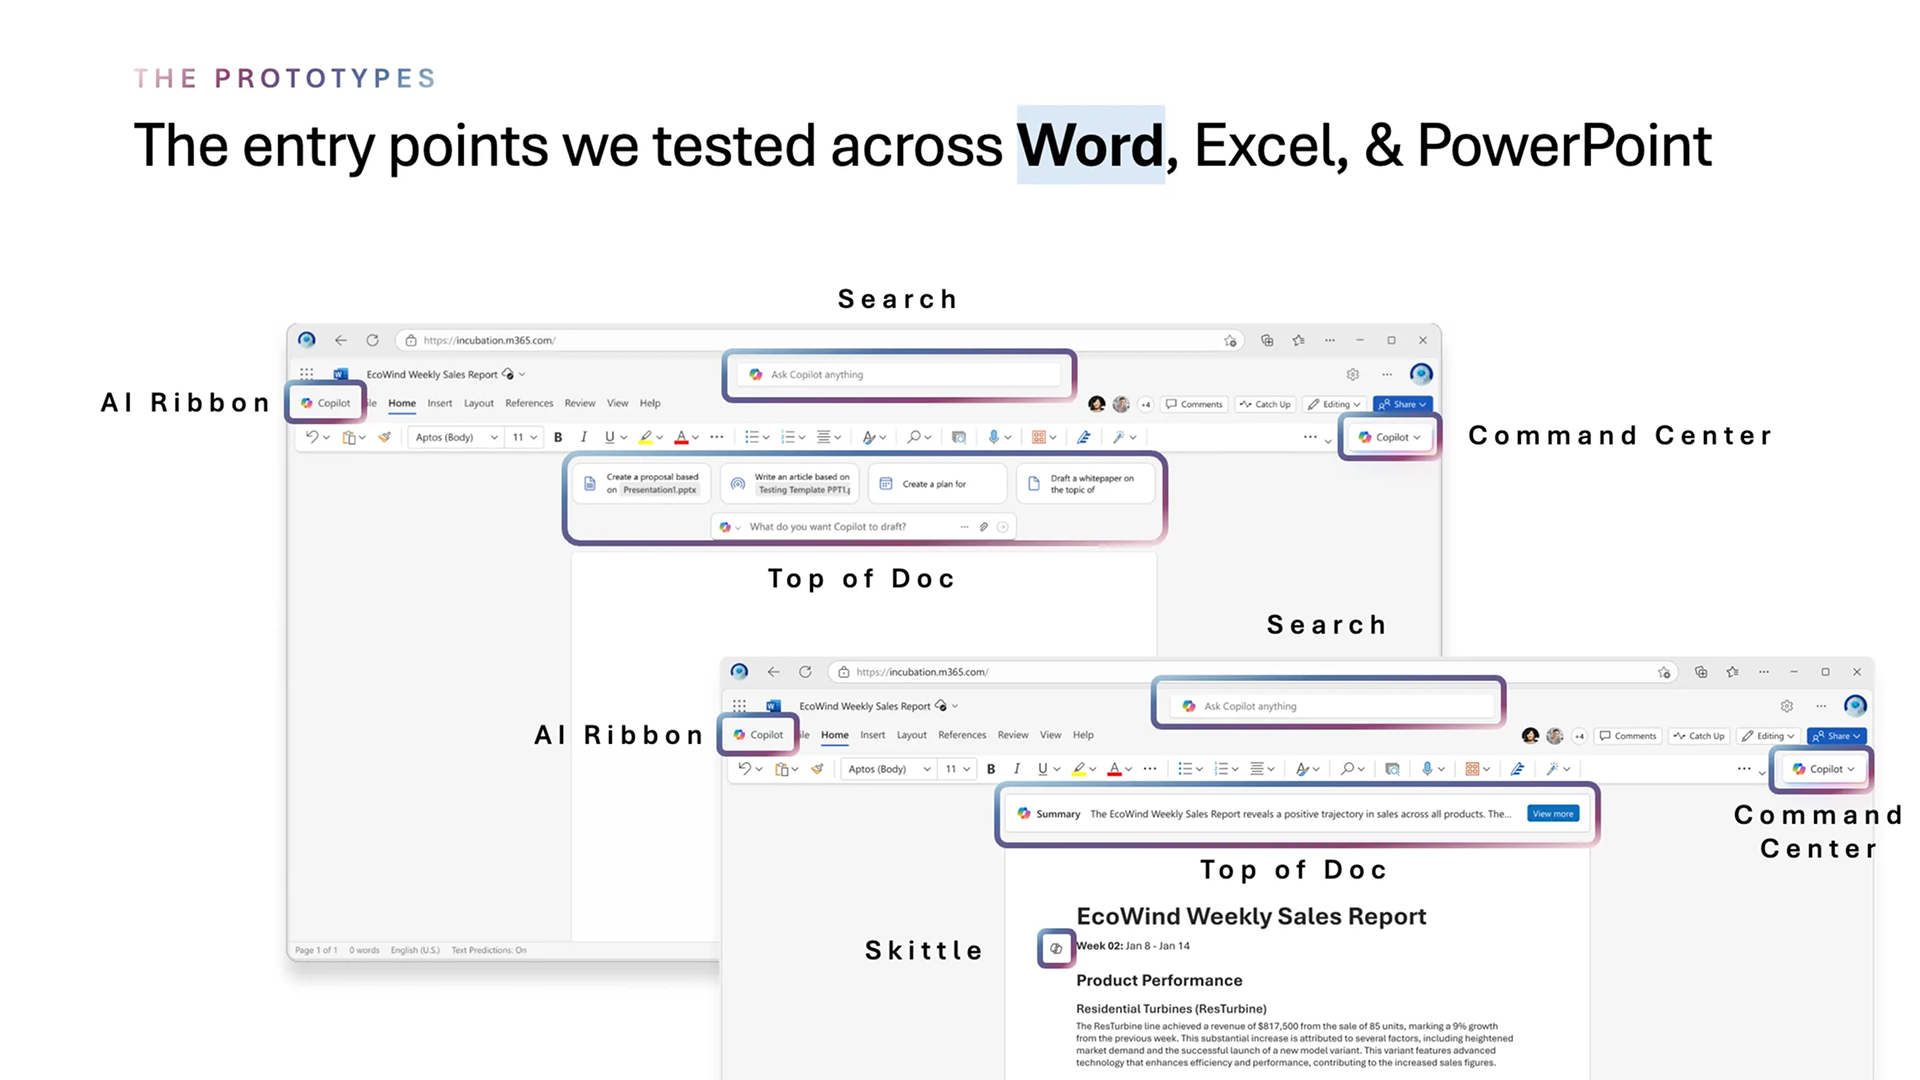 THE PROTOTYPES
The entry points we tested across Word, Excel, & PowerPoint
Search
https://incubation.m365.com/
EcoWind Weekly Sales Report
Ask Copilot anything
AI Ribbon
Copilot
Home Insert Layout References Review View Help
+4 Comments Catch Up Editing Share
Aptos (Body) 11 B I U A
Copilot
Command Center
Create a proposal based
on Presentation1.pptx
Write an article based on
Testing Template PPT1.p
Create a plan for
Draft a whitepaper on
the topic of
What do you want Copilot to draft?
Top of Doc
Page 1 of 1 0 words English (U.S.) Text Predictions: On
Search
https://incubation.m365.com/
EcoWind Weekly Sales Report
Ask Copilot anything
AI Ribbon
Copilot
Home Insert Layout References Review View Help
+4 Comments Catch Up Editing Share
Aptos (Body) 11 B I U A
Copilot
Command
Center
Summary The EcoWind Weekly Sales Report reveals a positive trajectory in sales across all products. The... View more
Top of Doc
EcoWind Weekly Sales Report
Skittle
Week 02: Jan 8 - Jan 14
Product Performance
Residential Turbines (ResTurbine)
The ResTurbine line achieved a revenue of $817,500 from the sale of 85 units, marking a 9% growth
from the previous week. This substantial increase is attributed to several factors, including heightened
market demand and the successful launch of a new model variant. This variant features advanced
technology that enhances efficiency and performance, contributing to the increased sales figures.